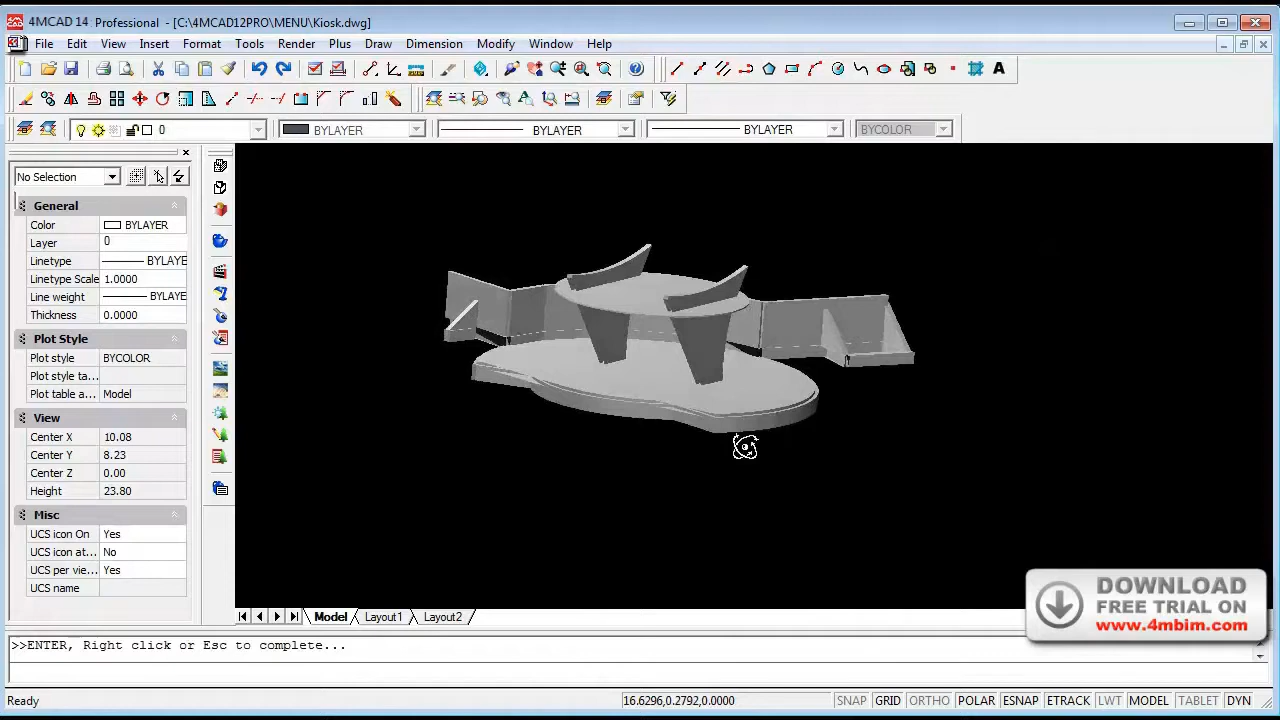 4MCAD 14 Professional - [C:\4MCAD12PRO\MENU\Kiosk.dwg]
File Edit View Insert Format Tools Render Plus Draw Dimension Modify Window Help
0 BYLAYER BYLAYER BYLAYER BYCOLOR
No Selection
General
Color BYLAYER
Layer 0
Linetype BYLAYE
Linetype Scale 1.0000
Line weight BYLAYE
Thickness 0.0000
Plot Style
Plot style BYCOLOR
Plot style ta...
Plot table a... Model
View
Center X 10.08
Center Y 8.23
Center Z 0.00
Height 23.80
Misc
UCS icon On Yes
UCS icon at... No
UCS per vie... Yes
UCS name
DOWNLOAD
FREE TRIAL ON
www.4mbim.com
Model Layout1 Layout2
>>ENTER, Right click or Esc to complete...
Ready 16.6296,0.2792,0.0000 SNAP GRID ORTHO POLAR ESNAP ETRACK LWT MODEL TABLET DYN